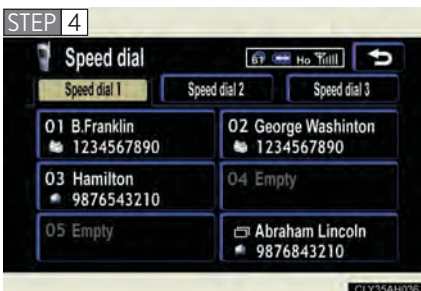 STEP 4
Speed dial
BT Ho
Speed dial 1 Speed dial 2 Speed dial 3
01 B.Franklin
1234567890
02 George Washinton
1234567890
03 Hamilton
9876543210
04 Empty
05 Empty
Abraham Lincoln
9876843210
CLY35AH036